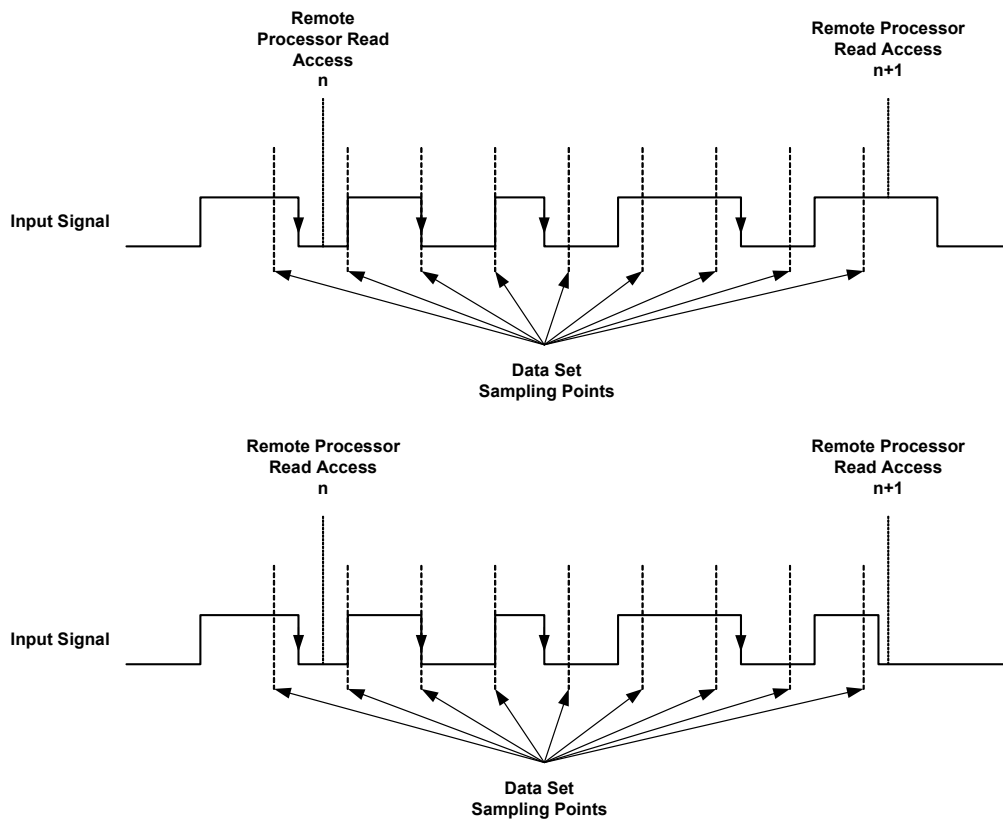 Remote
Processor Read
Access
n
Remote Processor
Read Access
n+1
Input Signal
Data Set
Sampling Points
Remote Processor
Read Access
n
Remote Processor
Read Access
n+1
Input Signal
Data Set
Sampling Points